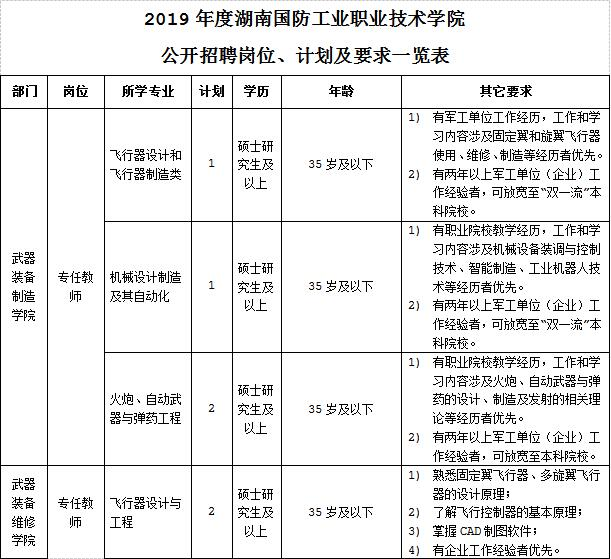 2019 年度湖南国防工业职业技术学院
公开招聘岗位、计划及要求一览表
部门 岗位 所学专业 计划 学历 年龄 其它要求
武器
装备
制造
学院
专任教
师
飞行器设计和
飞行器制造类
1
硕士研
究生及
以上
35 岁及以下
1) 有军工单位工作经历，工作和学
习内容涉及固定翼和旋翼飞行器
使用、维修、制造等经历者优先。
2) 有两年以上军工单位（企业）工
作经验者，可放宽至“双一流”本
科院校。
机械设计制造
及其自动化
1
硕士研
究生及
以上
35 岁及以下
1) 有职业院校教学经历，工作和学
习内容涉及机械设备装调与控制
技术、智能制造、工业机器人技
术等经历者优先。
2) 有两年以上军工单位（企业）工
作经验者，可放宽至“双一流”本
科院校。
火炮、自动武
器与弹药工程
2
硕士研
究生及
以上
35 岁及以下
1) 有职业院校教学经历，工作和学
习内容涉及火炮、自动武器与弹
药的设计、制造及发射的相关理
论等经历者优先。
2) 有两年以上军工单位（企业）工
作经验者，可放宽至本科院校。
武器
装备
维修
学院
专任教
师
飞行器设计与
工程
2
硕士研
究生及
以上
35 岁及以下
1) 熟悉固定翼飞行器、多旋翼飞行
器的设计原理；
2) 了解飞行控制器的基本原理；
3) 掌握 CAD 制图软件；
4) 有企业工作经验者优先。